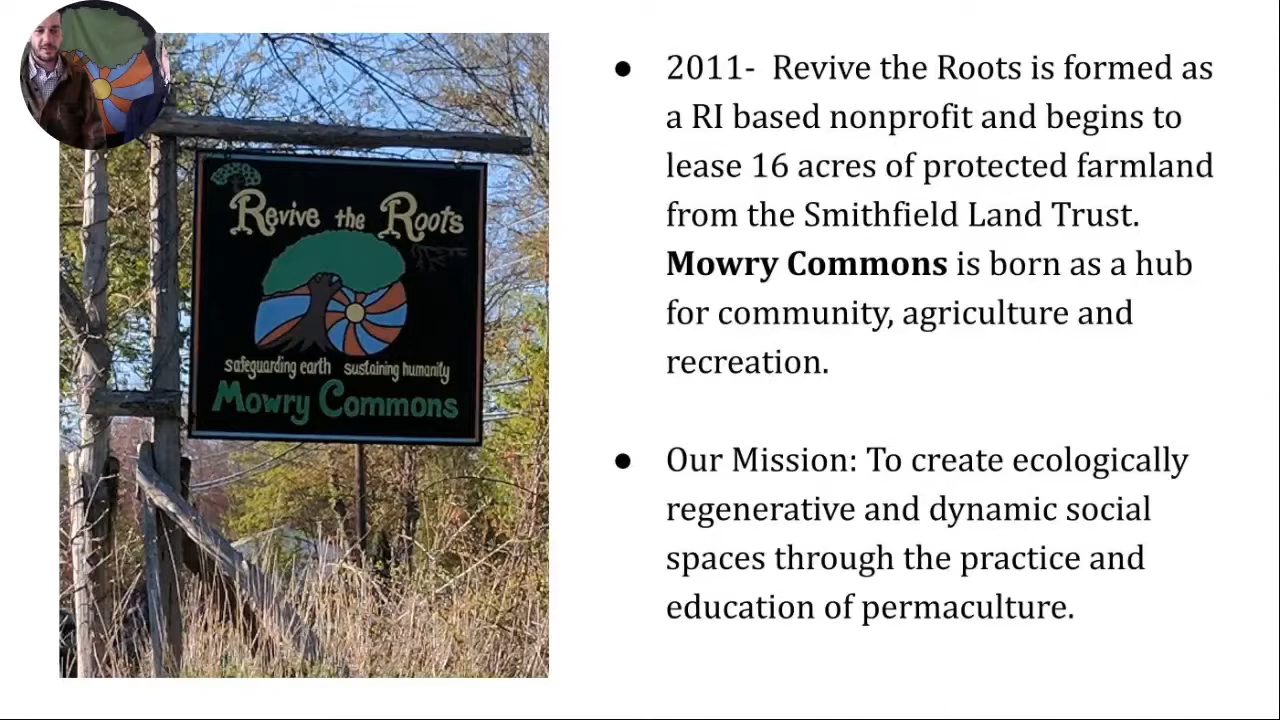 Revive the Roots
safeguarding earth sustaining humanity
Mowry Commons
● 2011- Revive the Roots is formed as
a RI based nonprofit and begins to
lease 16 acres of protected farmland
from the Smithfield Land Trust.
Mowry Commons is born as a hub
for community, agriculture and
recreation.
● Our Mission: To create ecologically
regenerative and dynamic social
spaces through the practice and
education of permaculture.